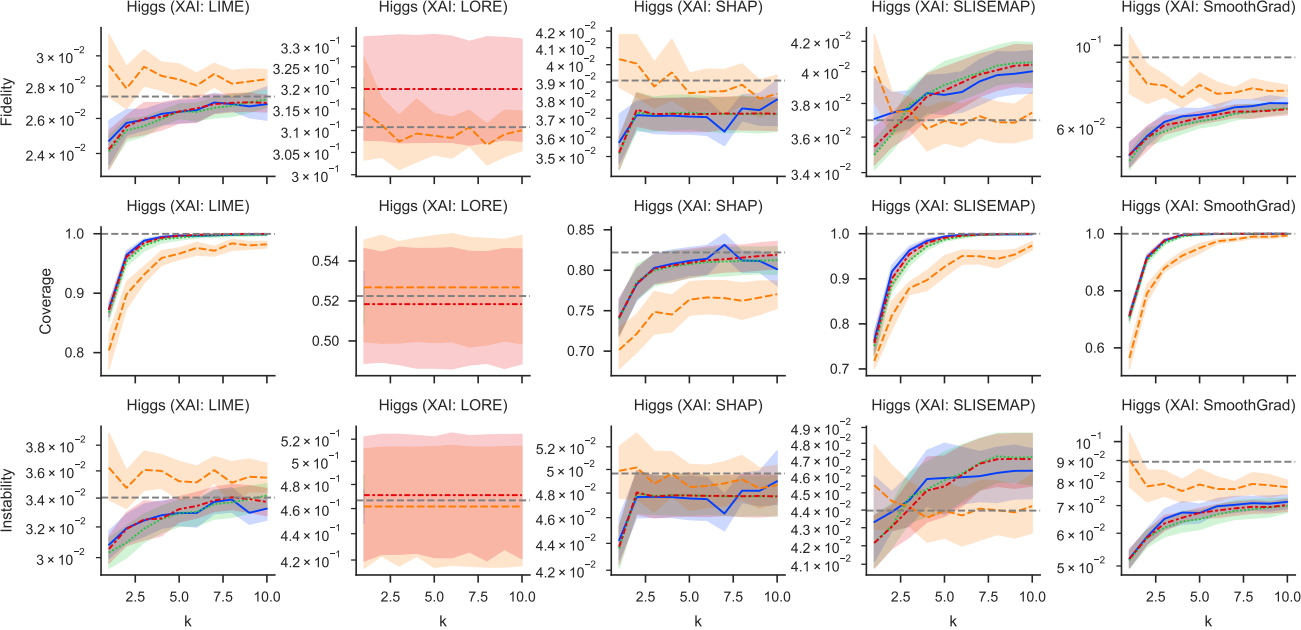 Higgs (XAI: LIME)
Higgs (XAI: LORE)
Higgs (XAI: SHAP)
Higgs (XAI: SLISEMAP)
Higgs (XAI: SmoothGrad)
Fidelity
3 × 10⁻²
2.8 × 10⁻²
2.6 × 10⁻²
2.4 × 10⁻²
3.3 × 10⁻¹
3.25 × 10⁻¹
3.2 × 10⁻¹
3.15 × 10⁻¹
3.1 × 10⁻¹
3.05 × 10⁻¹
3 × 10⁻¹
4.2 × 10⁻²
4.1 × 10⁻²
4 × 10⁻²
3.9 × 10⁻²
3.8 × 10⁻²
3.7 × 10⁻²
3.6 × 10⁻²
3.5 × 10⁻²
4.2 × 10⁻²
4 × 10⁻²
3.8 × 10⁻²
3.6 × 10⁻²
3.4 × 10⁻²
10⁻¹
6 × 10⁻²
Higgs (XAI: LIME)
Higgs (XAI: LORE)
Higgs (XAI: SHAP)
Higgs (XAI: SLISEMAP)
Higgs (XAI: SmoothGrad)
Coverage
1.0
0.9
0.8
0.54
0.52
0.50
0.85
0.80
0.75
0.70
1.0
0.9
0.8
0.7
1.0
0.8
0.6
Higgs (XAI: LIME)
Higgs (XAI: LORE)
Higgs (XAI: SHAP)
Higgs (XAI: SLISEMAP)
Higgs (XAI: SmoothGrad)
Instability
3.8 × 10⁻²
3.6 × 10⁻²
3.4 × 10⁻²
3.2 × 10⁻²
3 × 10⁻²
5.2 × 10⁻¹
5 × 10⁻¹
4.8 × 10⁻¹
4.6 × 10⁻¹
4.4 × 10⁻¹
4.2 × 10⁻¹
5.2 × 10⁻²
5 × 10⁻²
4.8 × 10⁻²
4.6 × 10⁻²
4.4 × 10⁻²
4.2 × 10⁻²
4.9 × 10⁻²
4.8 × 10⁻²
4.7 × 10⁻²
4.6 × 10⁻²
4.5 × 10⁻²
4.4 × 10⁻²
4.3 × 10⁻²
4.2 × 10⁻²
4.1 × 10⁻²
10⁻¹
9 × 10⁻²
8 × 10⁻²
7 × 10⁻²
6 × 10⁻²
5 × 10⁻²
2.5 5.0 7.5 10.0
2.5 5.0 7.5 10.0
2.5 5.0 7.5 10.0
2.5 5.0 7.5 10.0
2.5 5.0 7.5 10.0
k
k
k
k
k